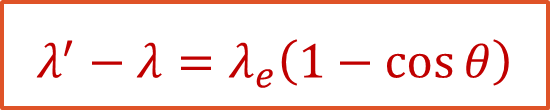 λ′ − λ = λₑ(1 − cos θ)